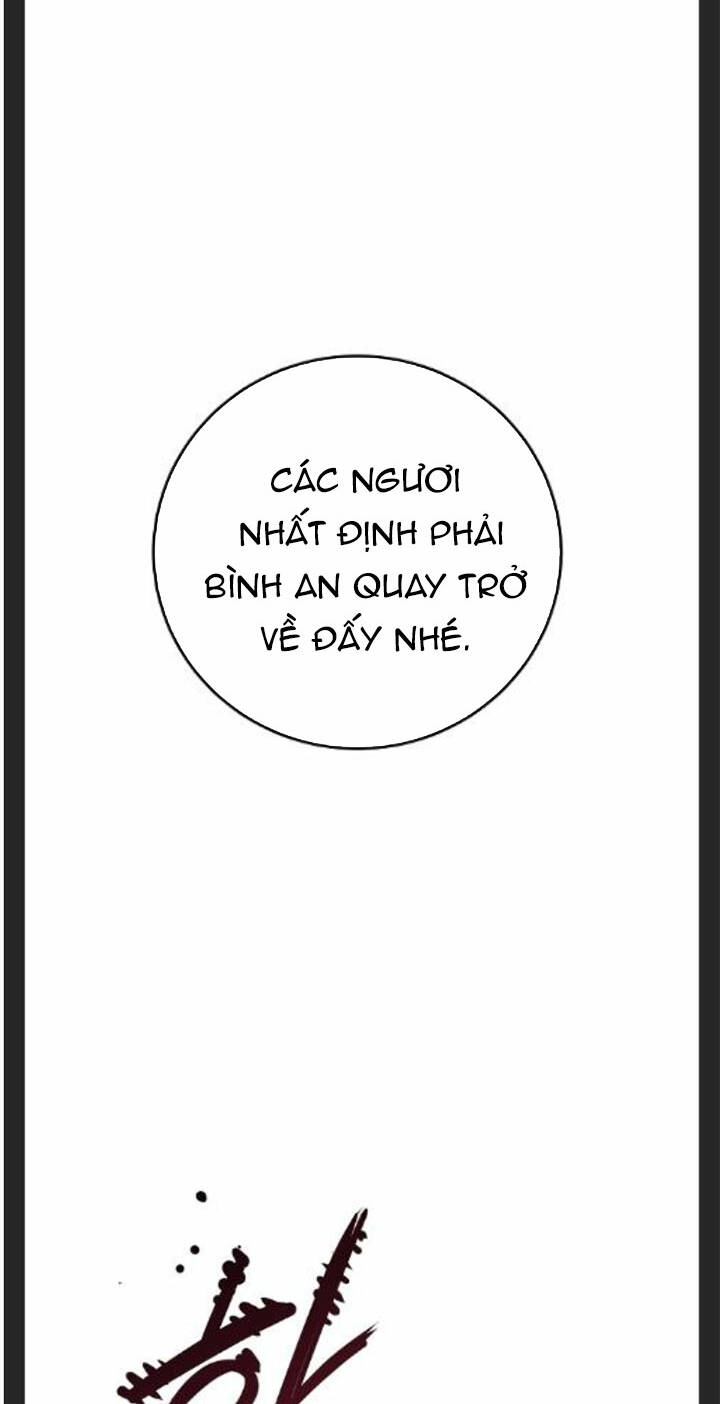 CÁC NGƯƠI
NHẤT ĐỊNH PHẢI
BÌNH AN QUAY TRỞ
VỀ ĐẤY NHÉ.